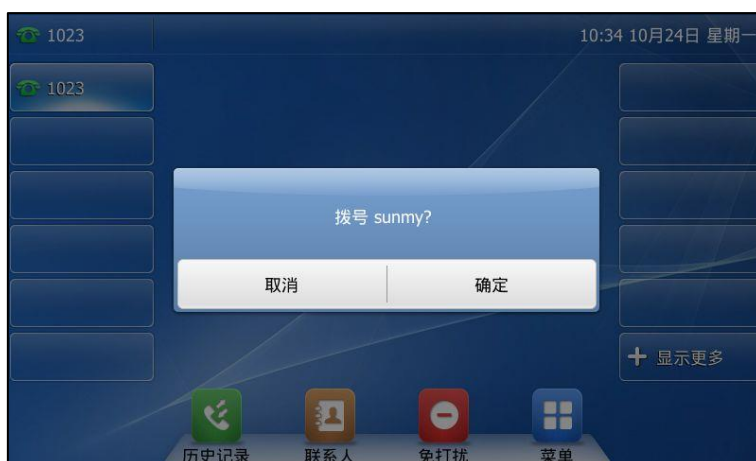 1023
10:34 10月24日 星期一
1023
拨号 sunmy?
取消
确定
显示更多
历史记录
联系人
免打扰
菜单